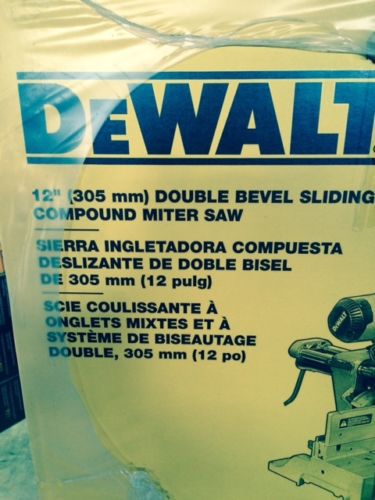 DEWALT
12" (305 mm) DOUBLE BEVEL SLIDING
COMPOUND MITER SAW
SIERRA INGLETADORA COMPUESTA
DESLIZANTE DE DOBLE BISEL
DE 305 mm (12 pulg)
SCIE COULISSANTE À
ONGLETS MIXTES ET À
SYSTÈME DE BISEAUTAGE
DOUBLE, 305 mm (12 po)
DEWALT